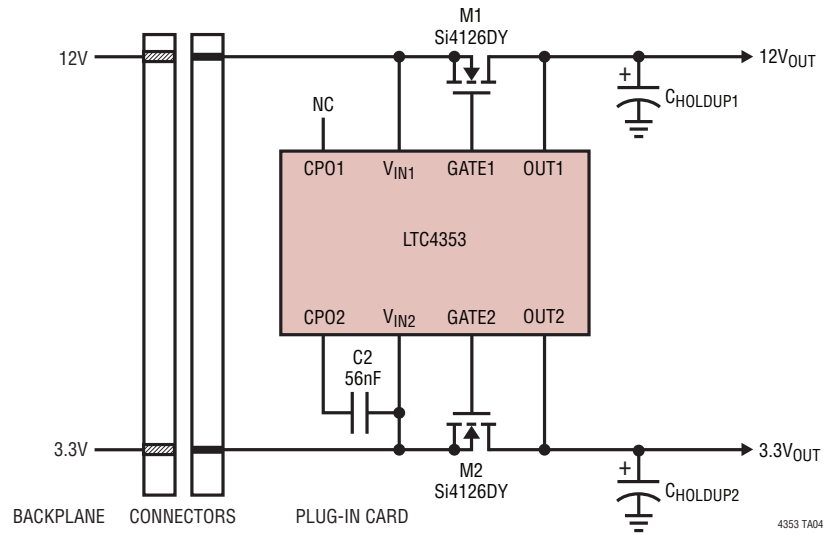 M1
Si4126DY
12V
12VOUT
CHOLDUP1
+
NC
CPO1 VIN1 GATE1 OUT1
LTC4353
CPO2 VIN2 GATE2 OUT2
C2
56nF
3.3V
3.3VOUT
M2
Si4126DY
+
CHOLDUP2
BACKPLANE CONNECTORS PLUG-IN CARD
4353 TA04